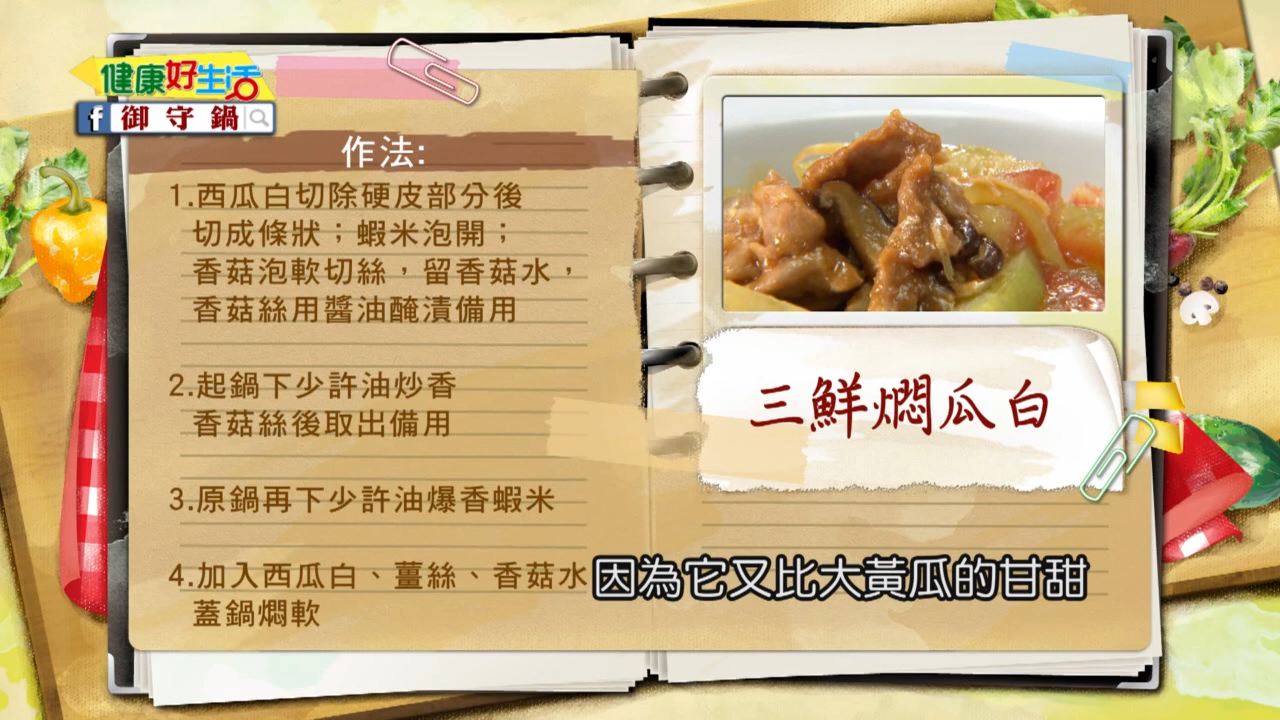 健康好生活
f御守鍋
作法:
1.西瓜白切除硬皮部分後
切成條狀；蝦米泡開；
香菇泡軟切絲，留香菇水，
香菇絲用醬油醃漬備用
2.起鍋下少許油炒香
香菇絲後取出備用
3.原鍋再下少許油爆香蝦米
4.加入西瓜白、薑絲、香菇水
蓋鍋燜軟
三鮮燜瓜白
因為它又比大黃瓜的甘甜